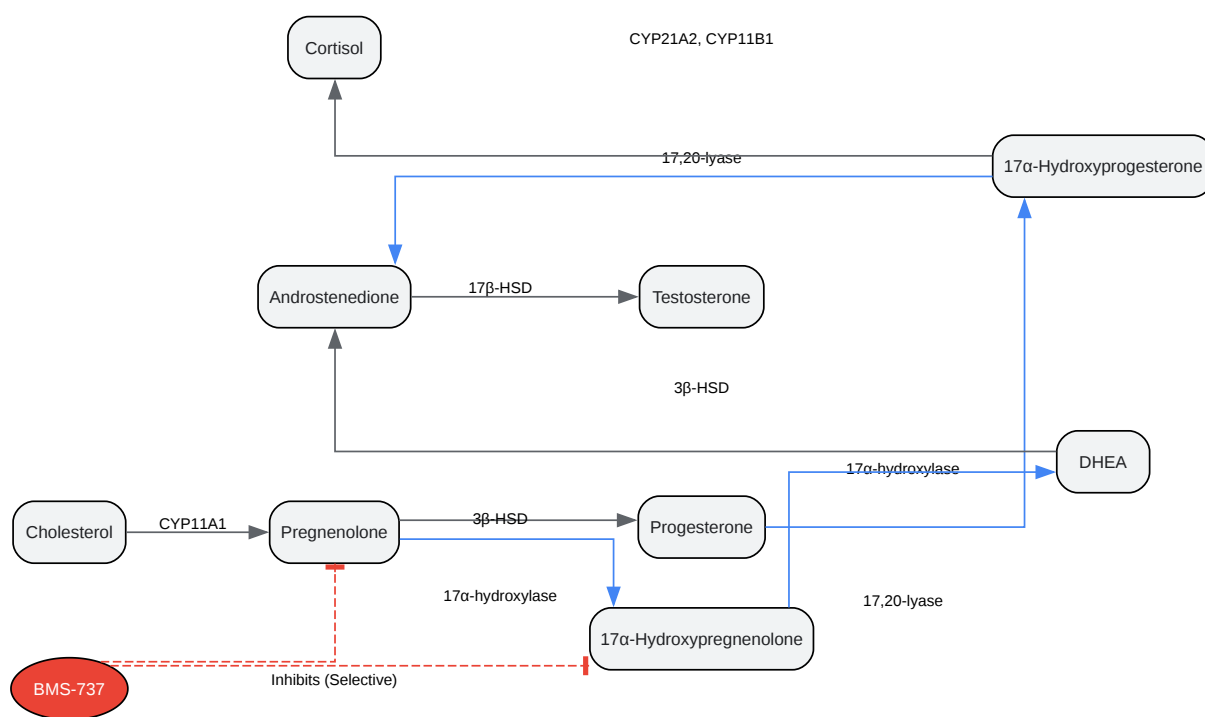 Cortisol
CYP21A2, CYP11B1
17,20-lyase
17α-Hydroxyprogesterone
Androstenedione
17β-HSD
Testosterone
3β-HSD
DHEA
17α-hydroxylase
Cholesterol
CYP11A1
Pregnenolone
3β-HSD
Progesterone
17α-hydroxylase
17,20-lyase
17α-Hydroxypregnenolone
Inhibits (Selective)
BMS-737